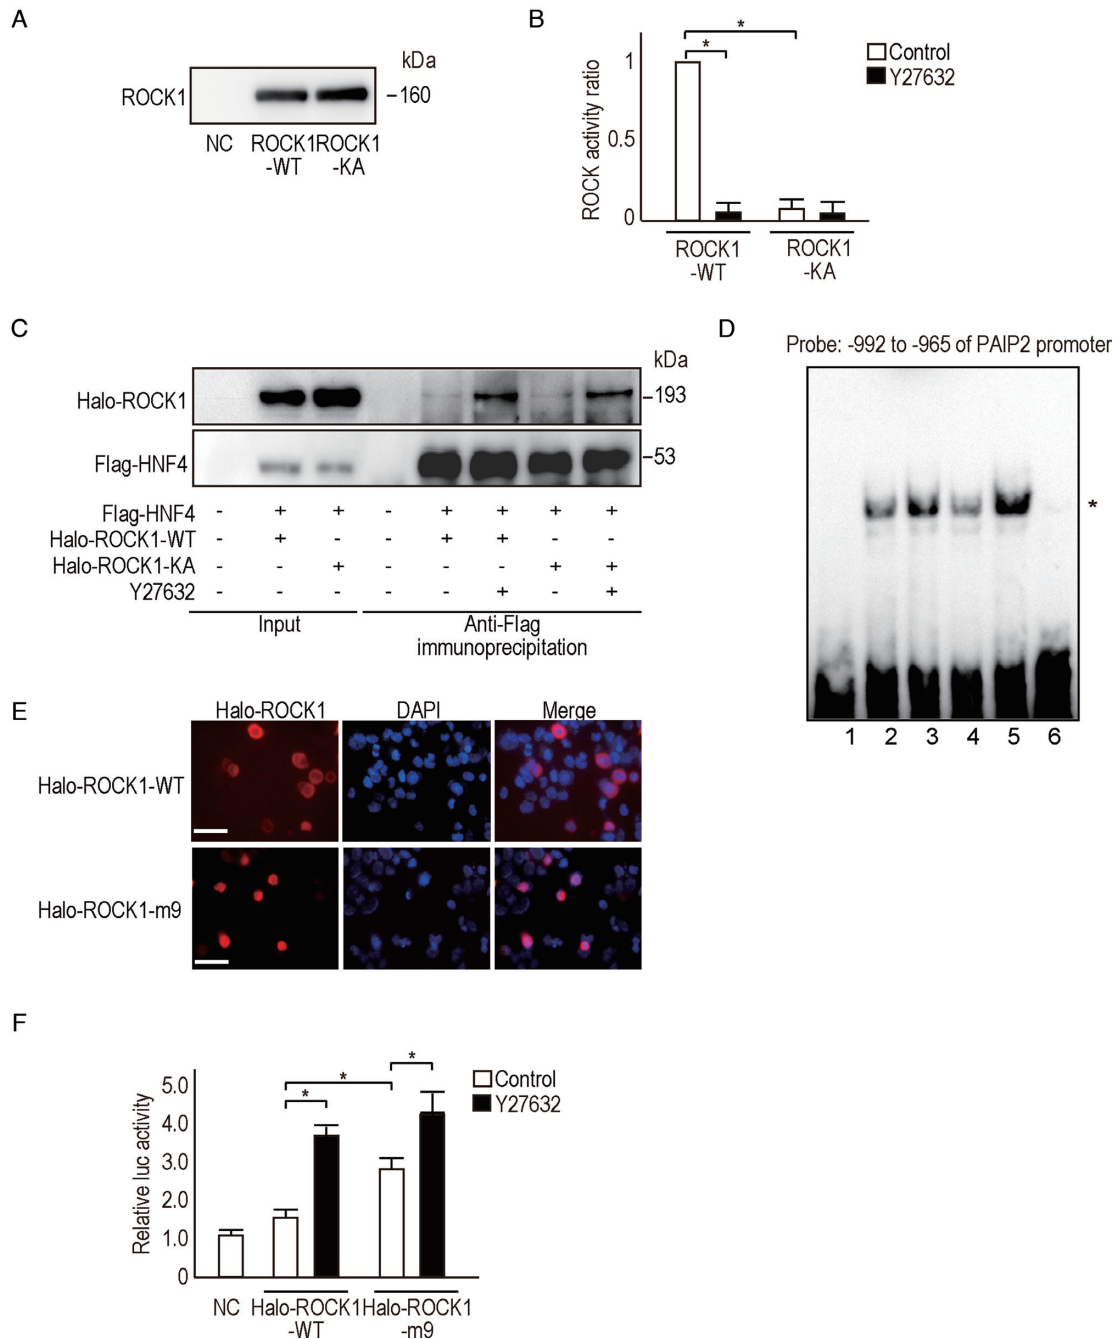 A
kDa
ROCK1
–160
NC
ROCK1
-WT
ROCK1
-KA
B
*
*
Control
Y27632
ROCK activity ratio
1
0.5
0
ROCK1
-WT
ROCK1
-KA
C
kDa
Halo-ROCK1
–193
Flag-HNF4
–53
Flag-HNF4 - + + - + + + +
Halo-ROCK1-WT - + - - + + - -
Halo-ROCK1-KA - - + - - - + +
Y27632 - - - - - + - +
Input
Anti-Flag
immunoprecipitation
D
Probe: -992 to -965 of PAIP2 promoter
*
1 2 3 4 5 6
E
Halo-ROCK1 DAPI Merge
Halo-ROCK1-WT
Halo-ROCK1-m9
F
*
*
*
Control
Y27632
Relative luc activity
5.0
4.0
3.0
2.0
1.0
0
NC
Halo-ROCK1
-WT
Halo-ROCK1
-m9